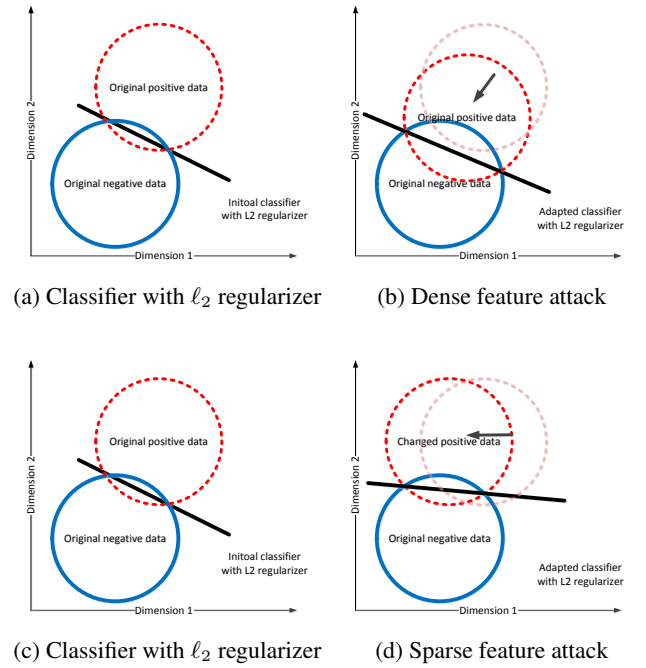 Dimension 2
Original positive data
Original negative data
Initoal classifier
with L2 regularizer
Dimension 1
(a) Classifier with ℓ2 regularizer
Dimension 2
Original positive data
Original negative data
Adapted classifier
with L2 regularizer
Dimension 1
(b) Dense feature attack
Dimension 2
Original positive data
Original negative data
Initoal classifier
with L2 regularizer
Dimension 1
(c) Classifier with ℓ2 regularizer
Dimension 2
Changed positive data
Original negative data
Adapted classifier
with L2 regularizer
Dimension 1
(d) Sparse feature attack